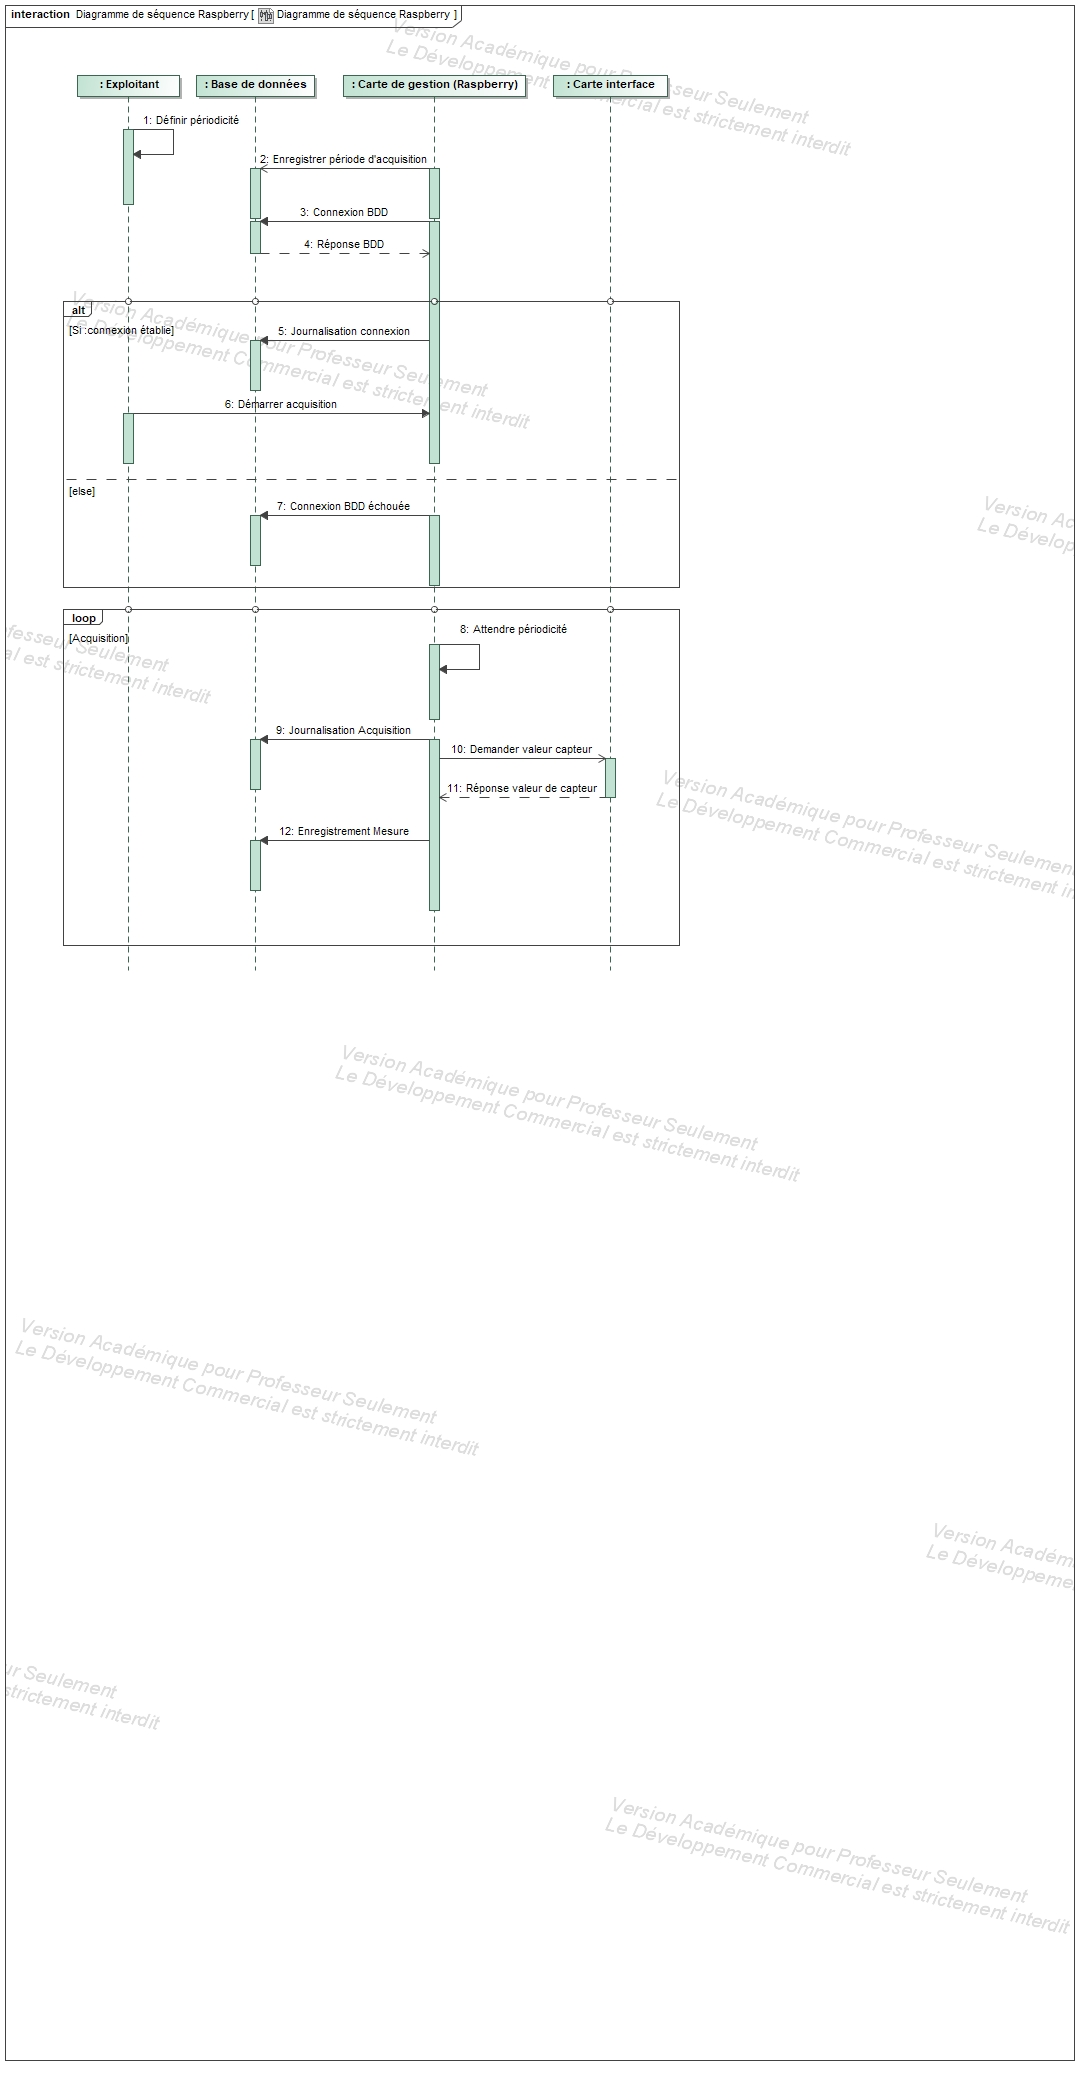 interaction Diagramme de séquence Raspberry [ Diagramme de séquence Raspberry ]
Version Académique pour Professeur Seulement
Le Développement Commercial est strictement interdit
: Exploitant
: Base de données
: Carte de gestion (Raspberry)
: Carte interface
1: Définir périodicité
2: Enregistrer période d'acquisition
3: Connexion BDD
4: Réponse BDD
alt
Version Académique pour Professeur Seulement
Le Développement Commercial est strictement interdit
[Si :connexion établie]
5: Journalisation connexion
6: Démarrer acquisition
[else]
7: Connexion BDD échouée
Version Ac
Le Dévelop
loop
fesseur Seulement
al est strictement interdit
[Acquisition]
8: Attendre périodicité
9: Journalisation Acquisition
10: Demander valeur capteur
11: Réponse valeur de capteur
12: Enregistrement Mesure
Version Académique pour Professeur Seulemen
Le Développement Commercial est strictement in
Version Académique pour Professeur Seulement
Le Développement Commercial est strictement interdit
Version Académique pour Professeur Seulement
Le Développement Commercial est strictement interdit
Version Académ
Le Développeme
ur Seulement
strictement interdit
Version Académique pour Professeur Seulement
Le Développement Commercial est strictement interdit